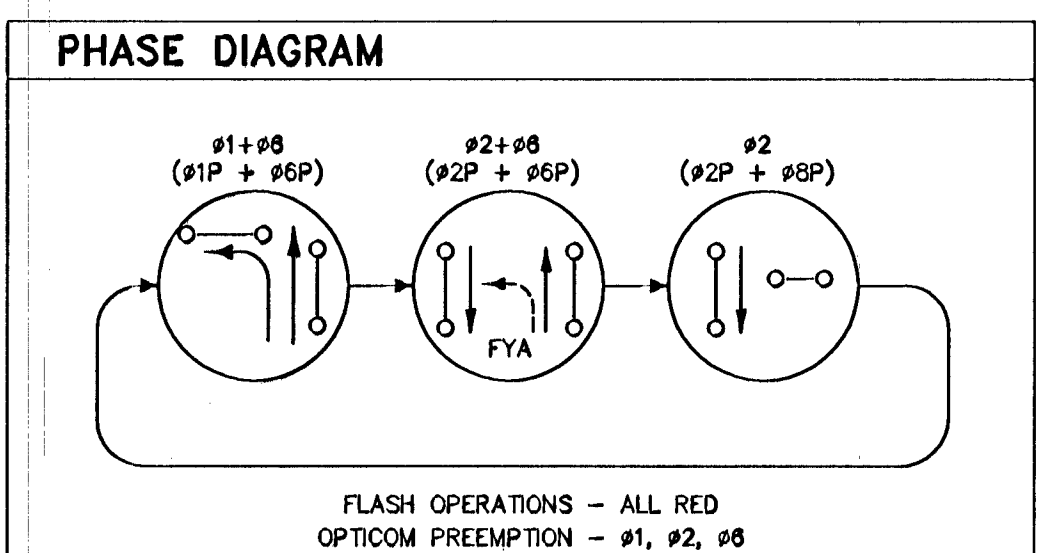 PHASE DIAGRAM
ø1+ø6
(ø1P + ø6P)
ø2+ø6
(ø2P + ø6P)
ø2
(ø2P + ø8P)
FYA
FLASH OPERATIONS – ALL RED
OPTICOM PREEMPTION – ø1, ø2, ø6